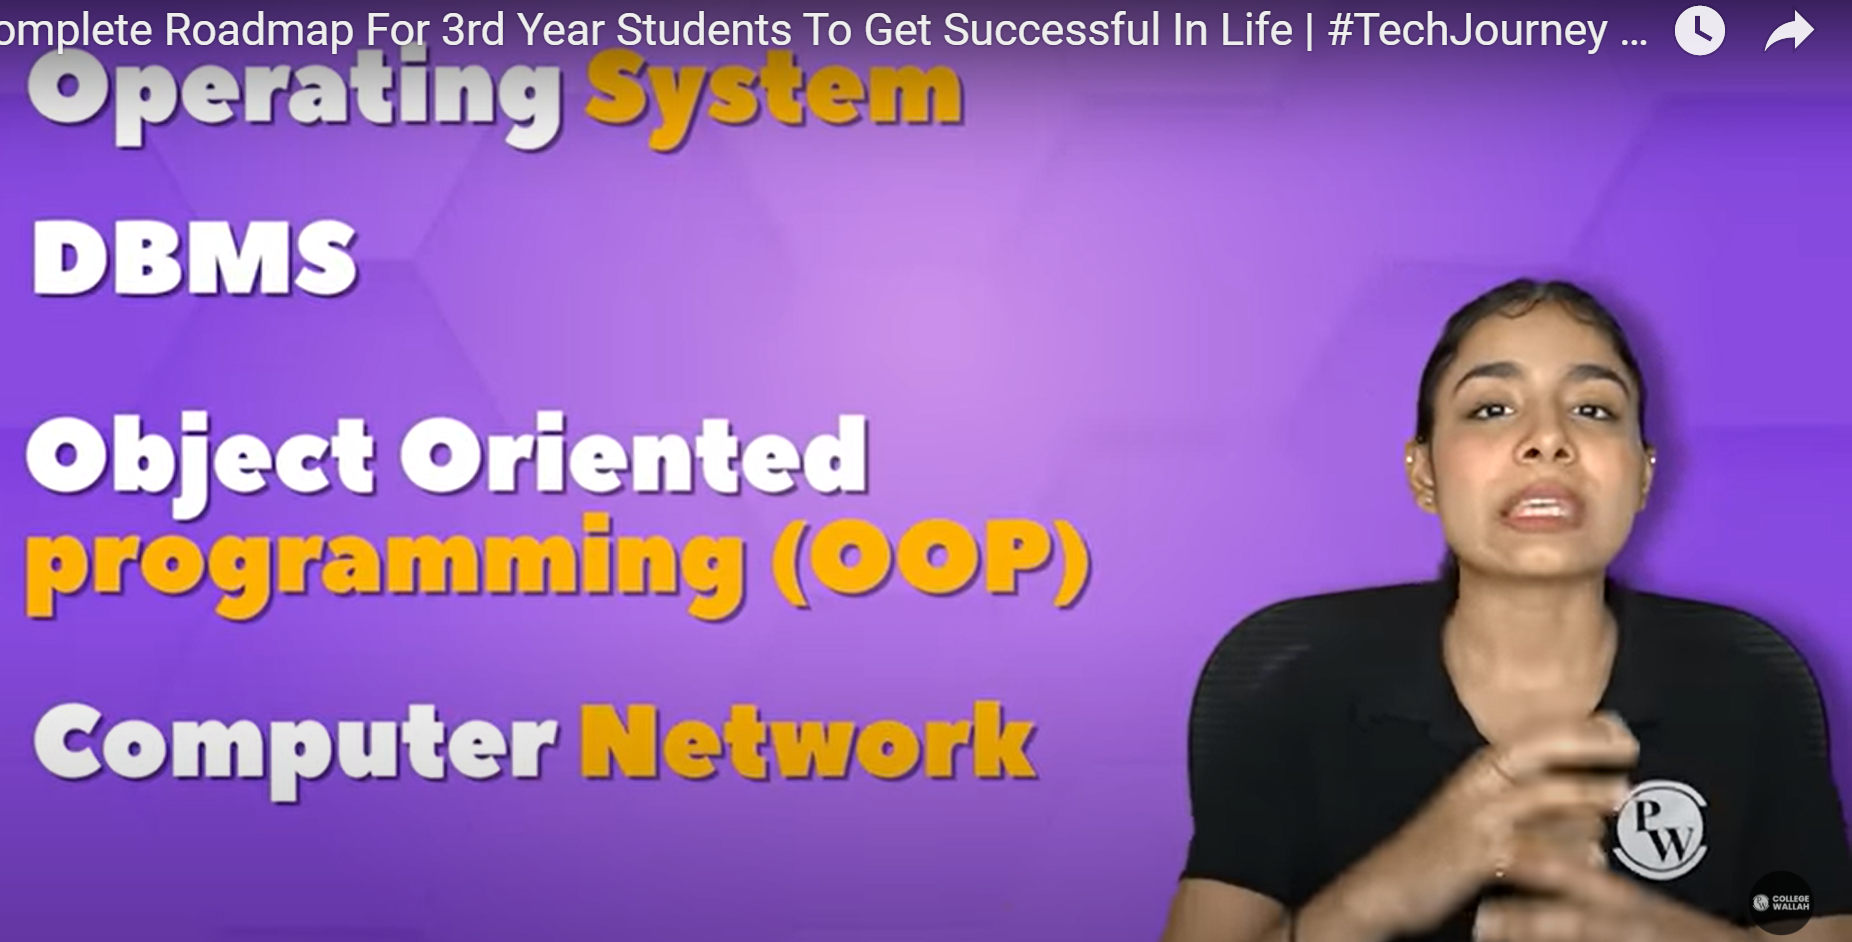 omplete Roadmap For 3rd Year Students To Get Successful In Life | #TechJourney ...
Operating System
DBMS
Object Oriented
programming (OOP)
Computer Network
PW
COLLEGE
WALLAH